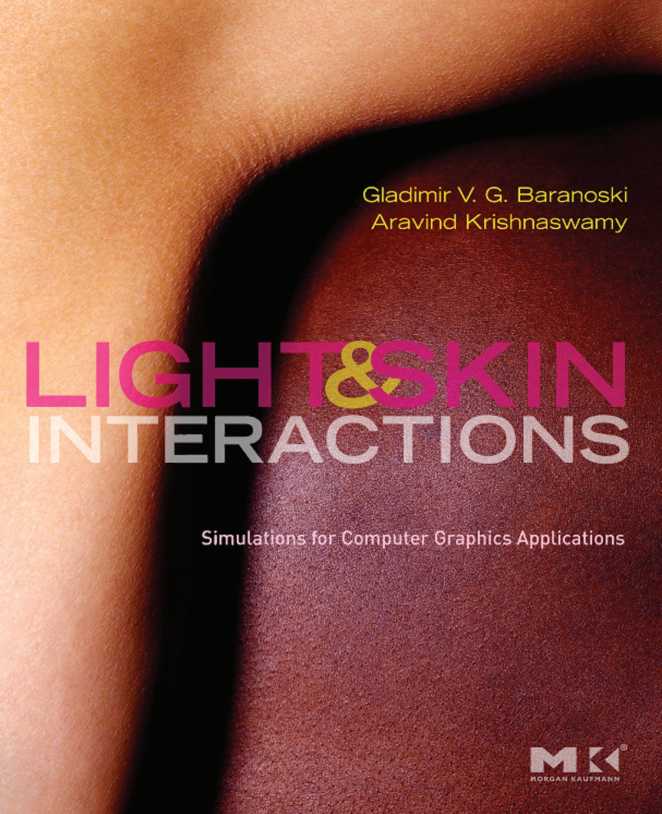 Gladimir V. G. Baranoski
Aravind Krishnaswamy
LIGHT & SKIN
INTERACTIONS
Simulations for Computer Graphics Applications
MK®
MORGAN KAUFMANN